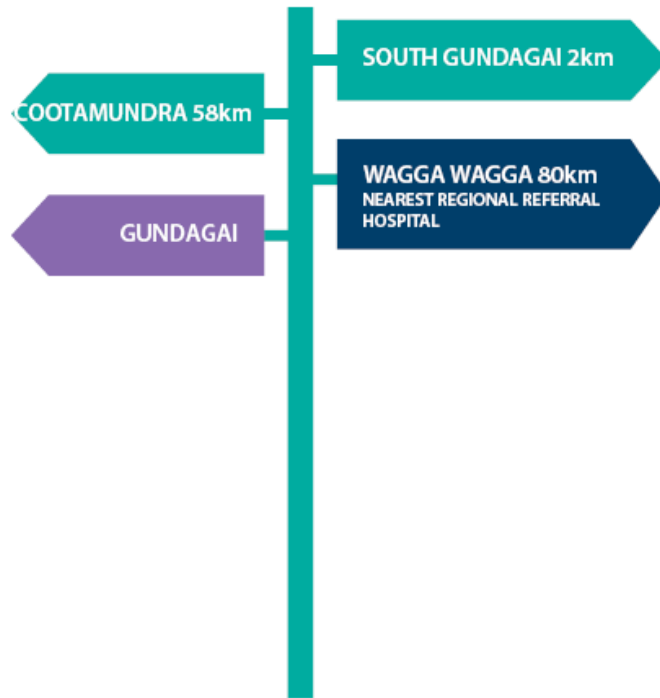 SOUTH GUNDAGAI 2km
COOTAMUNDRA 58km
WAGGA WAGGA 80km
NEAREST REGIONAL REFERRAL
HOSPITAL
GUNDAGAI